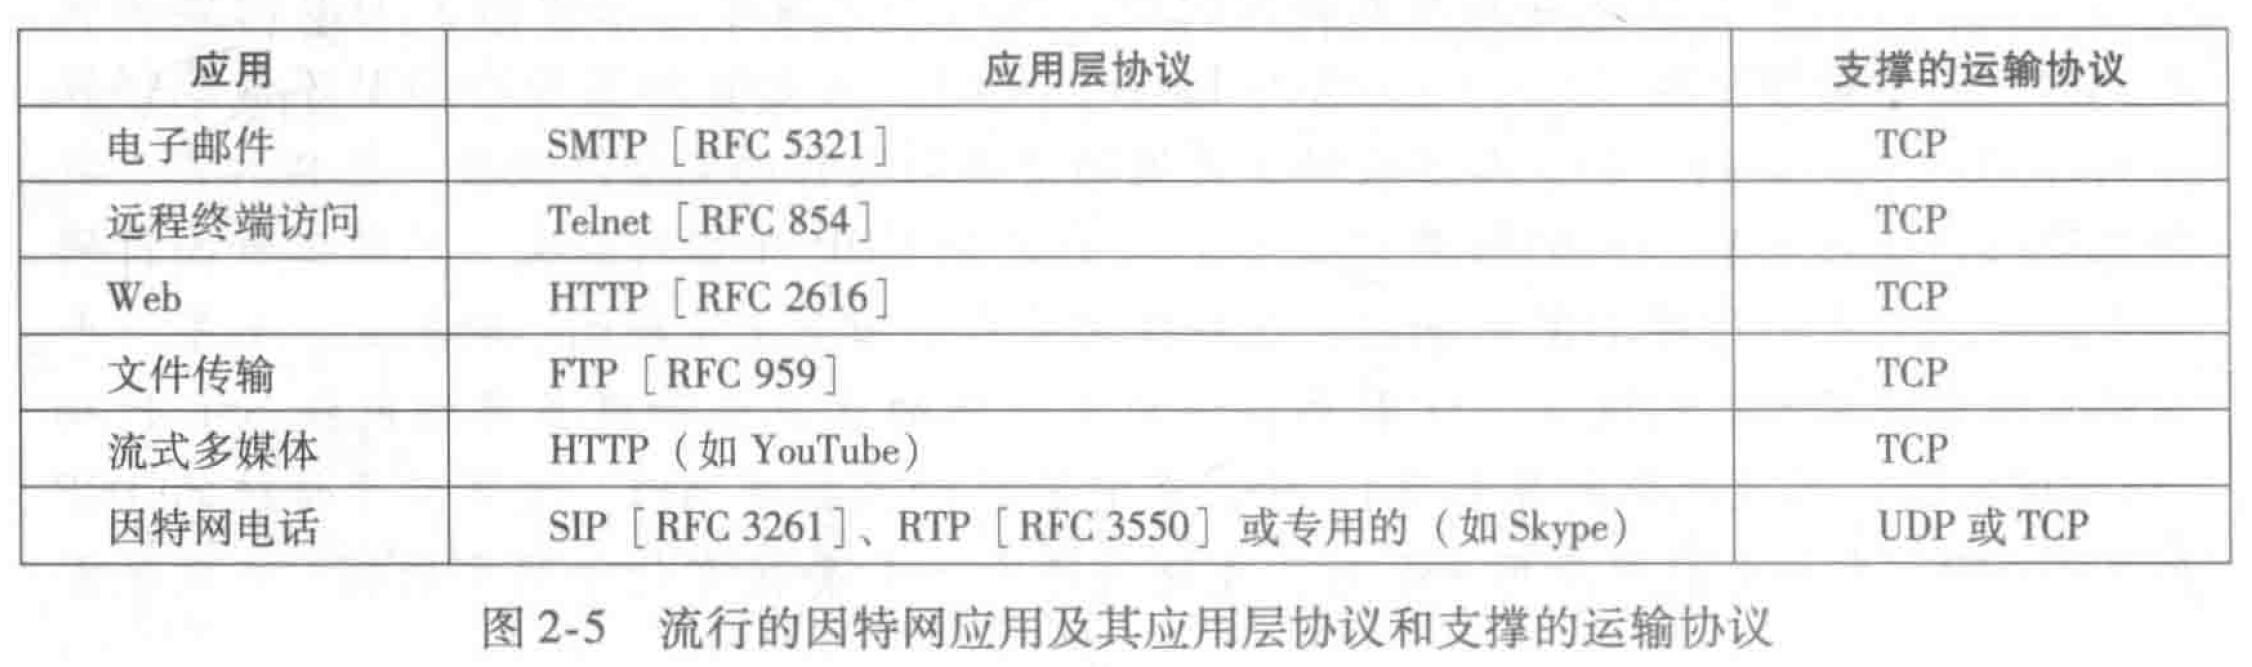 应用 应用层协议 支撑的运输协议
电子邮件 SMTP [RFC 5321] TCP
远程终端访问 Telnet [RFC 854] TCP
Web HTTP [RFC 2616] TCP
文件传输 FTP [RFC 959] TCP
流式多媒体 HTTP（如 YouTube） TCP
因特网电话 SIP [RFC 3261]、RTP [RFC 3550] 或专用的（如 Skype） UDP 或 TCP
图 2-5 流行的因特网应用及其应用层协议和支撑的运输协议